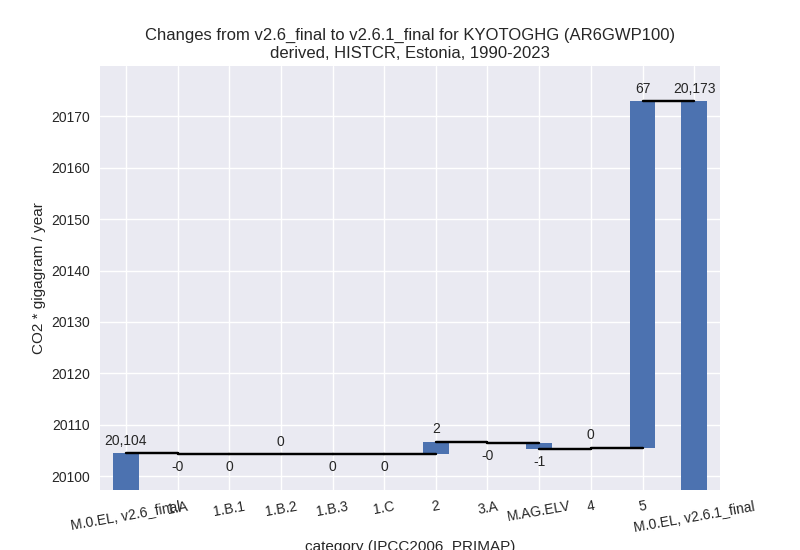 Changes from v2.6_final to v2.6.1_final for KYOTOGHG (AR6GWP100)
derived, HISTCR, Estonia, 1990-2023
67
20,173
20170
20160
20150
20140
20130
20120
20110
20100
CO2 * gigagram / year
20,104
-0
0
0
0
0
2
-0
-1
0
M.0.EL, v2.6_final
1.A
1.B.1
1.B.2
1.B.3
1.C
2
3.A
M.AG.ELV
4
5
M.0.EL, v2.6.1_final
category (IPCC2006_PRIMAP)